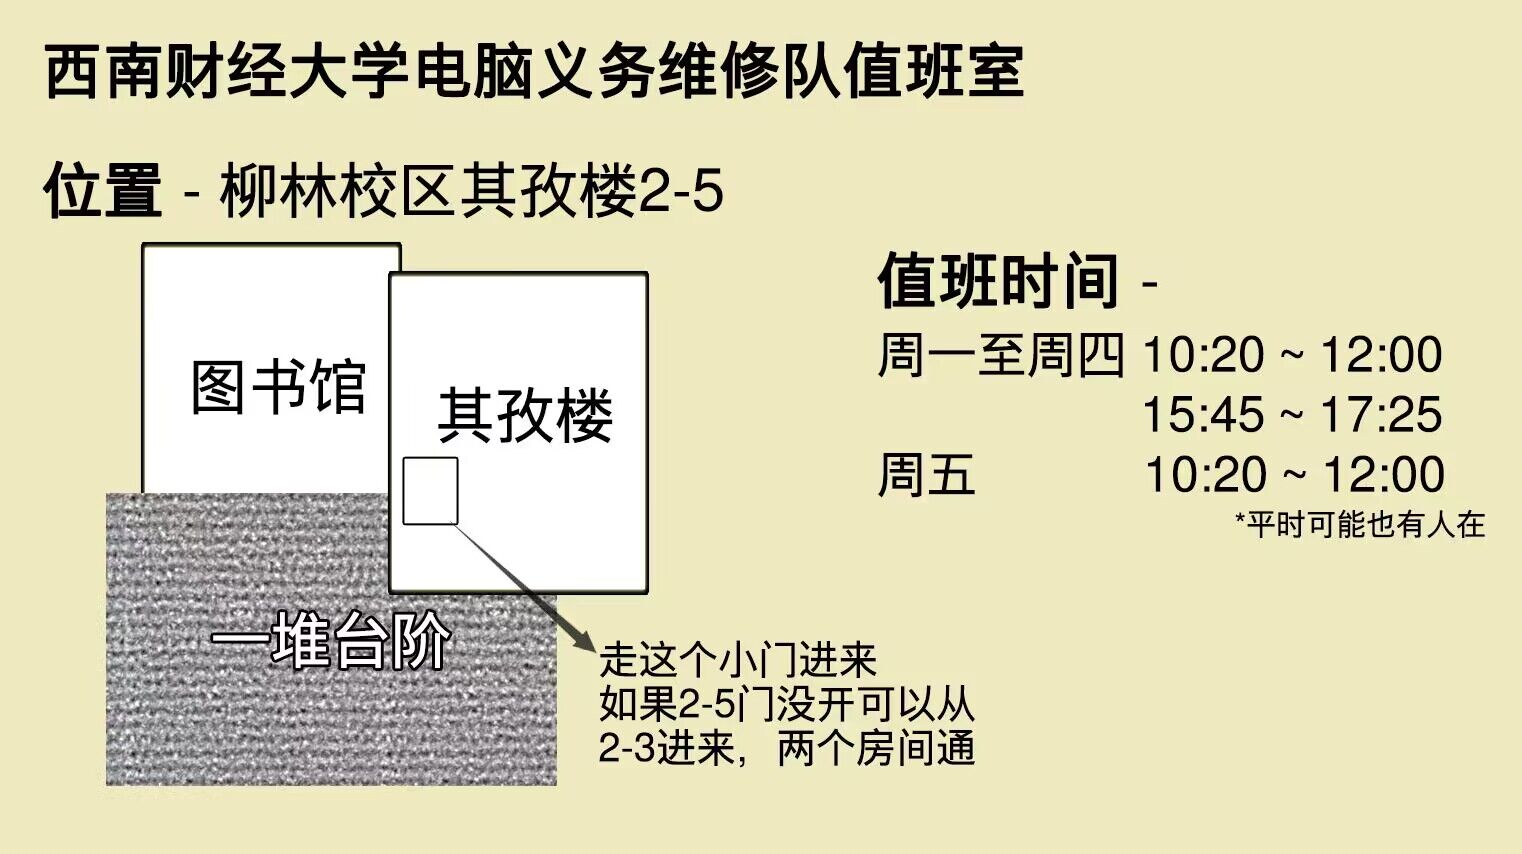 西南财经大学电脑义务维修队值班室
位置 - 柳林校区其孜楼2-5
图书馆
其孜楼
一堆台阶
走这个小门进来
如果2-5门没开可以从
2-3进来，两个房间通
值班时间 -
周一至周四 10:20 ~ 12:00
15:45 ~ 17:25
周五 10:20 ~ 12:00
*平时可能也有人在